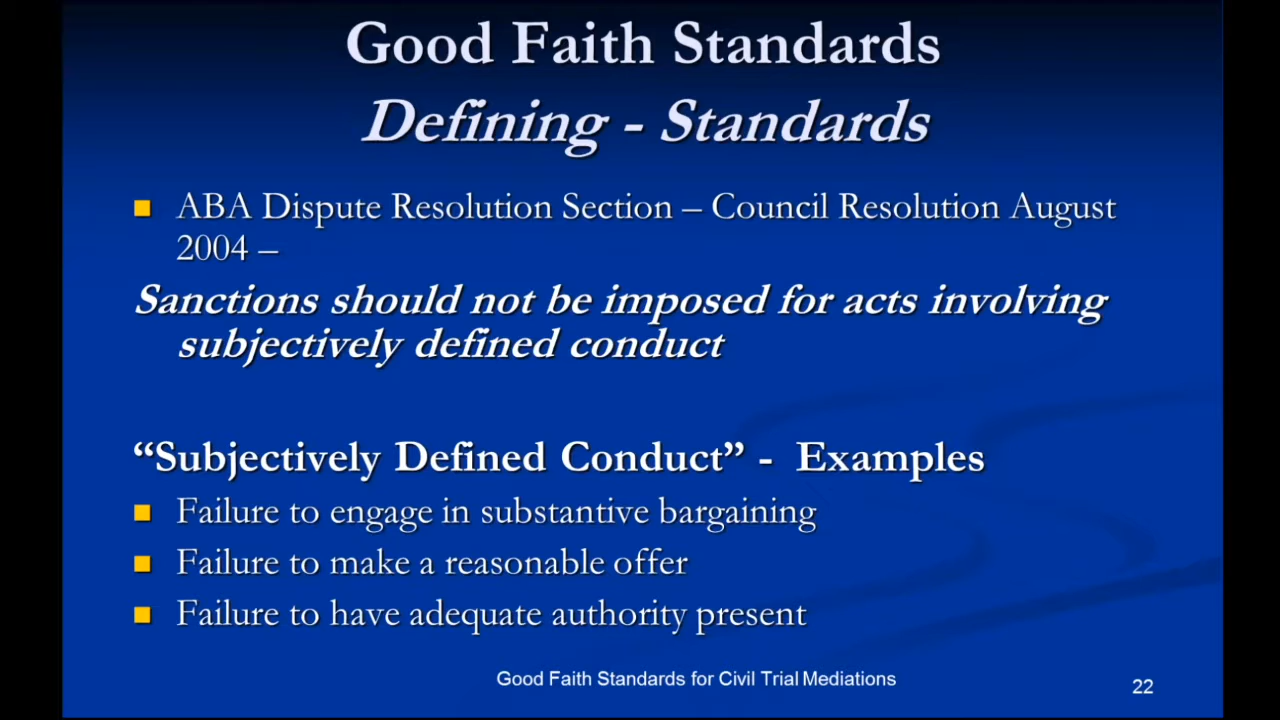 Good Faith Standards
Defining - Standards
ABA Dispute Resolution Section – Council Resolution August
2004 –
Sanctions should not be imposed for acts involving
subjectively defined conduct
“Subjectively Defined Conduct” - Examples
Failure to engage in substantive bargaining
Failure to make a reasonable offer
Failure to have adequate authority present
Good Faith Standards for Civil Trial Mediations
22